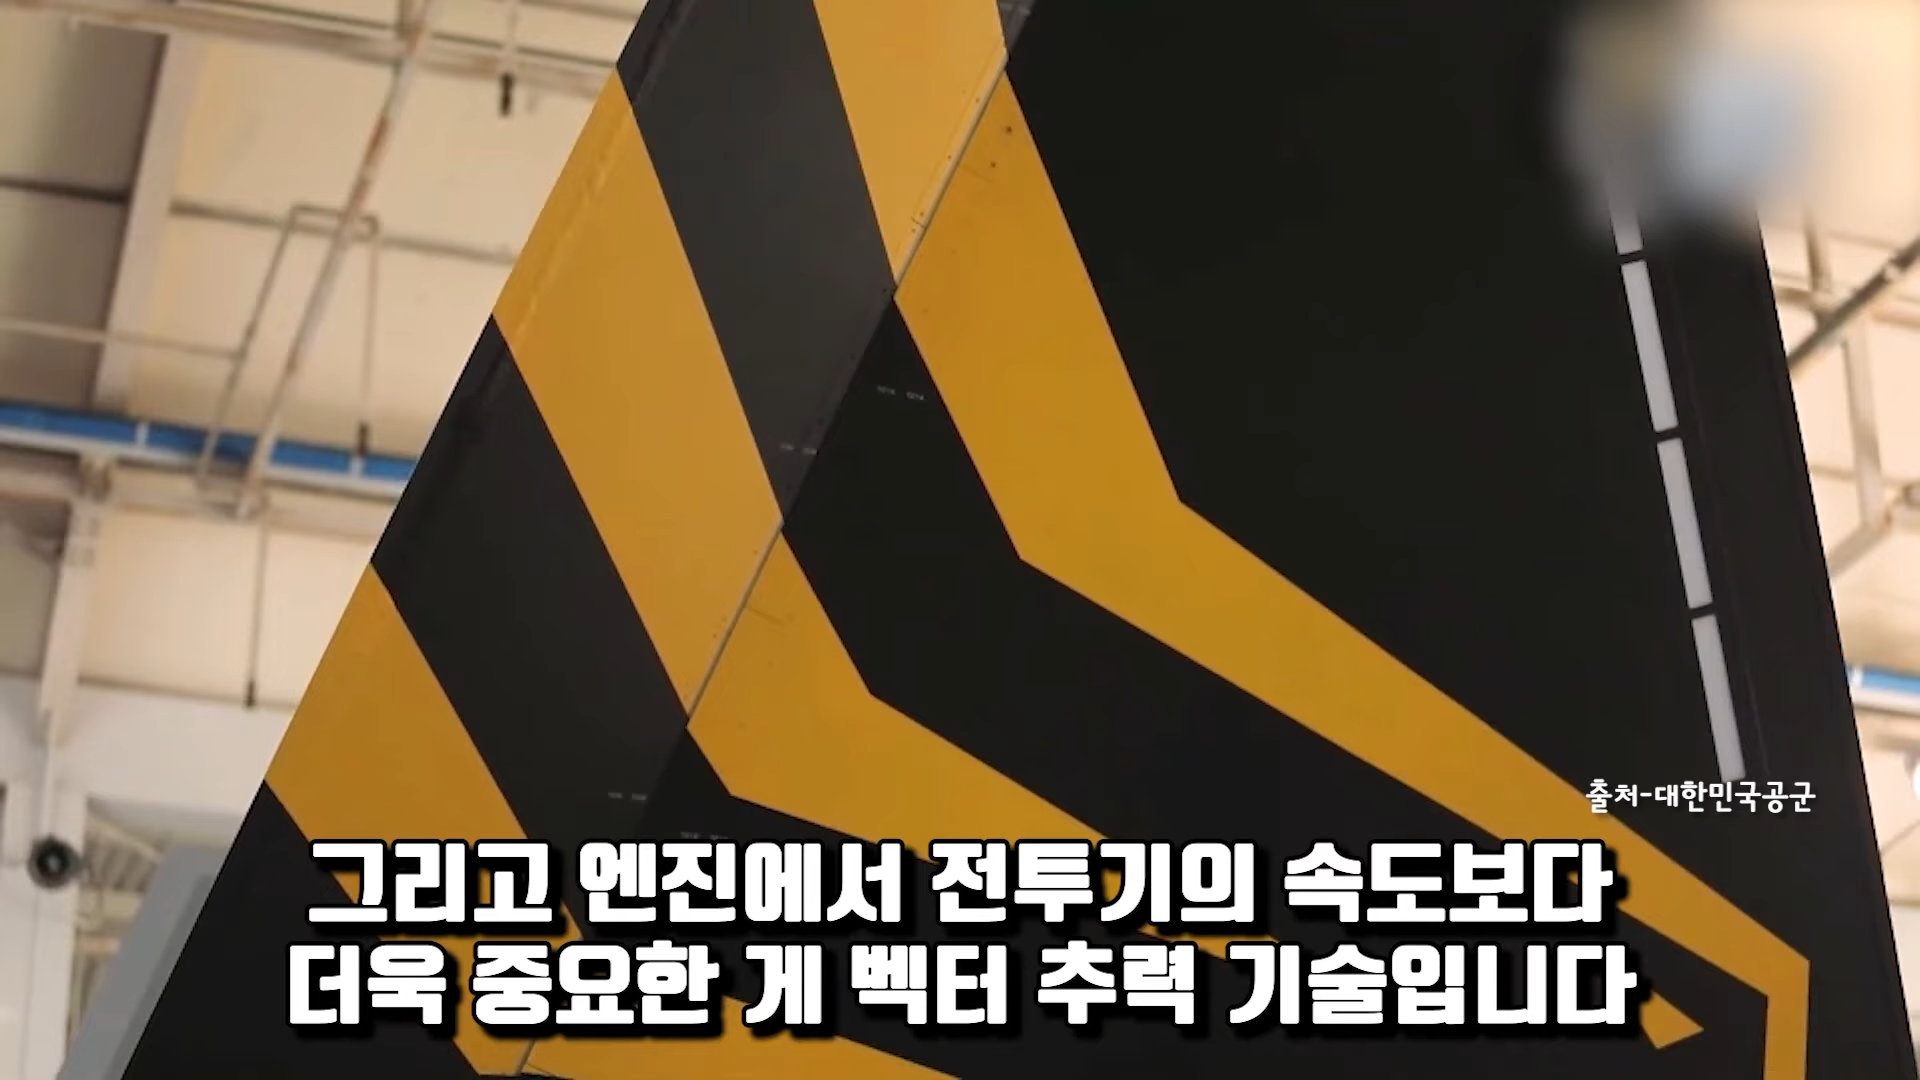 출처-대한민국공군
그리고 엔진에서 전투기의 속도보다
더욱 중요한 게 벡터 추력 기술입니다